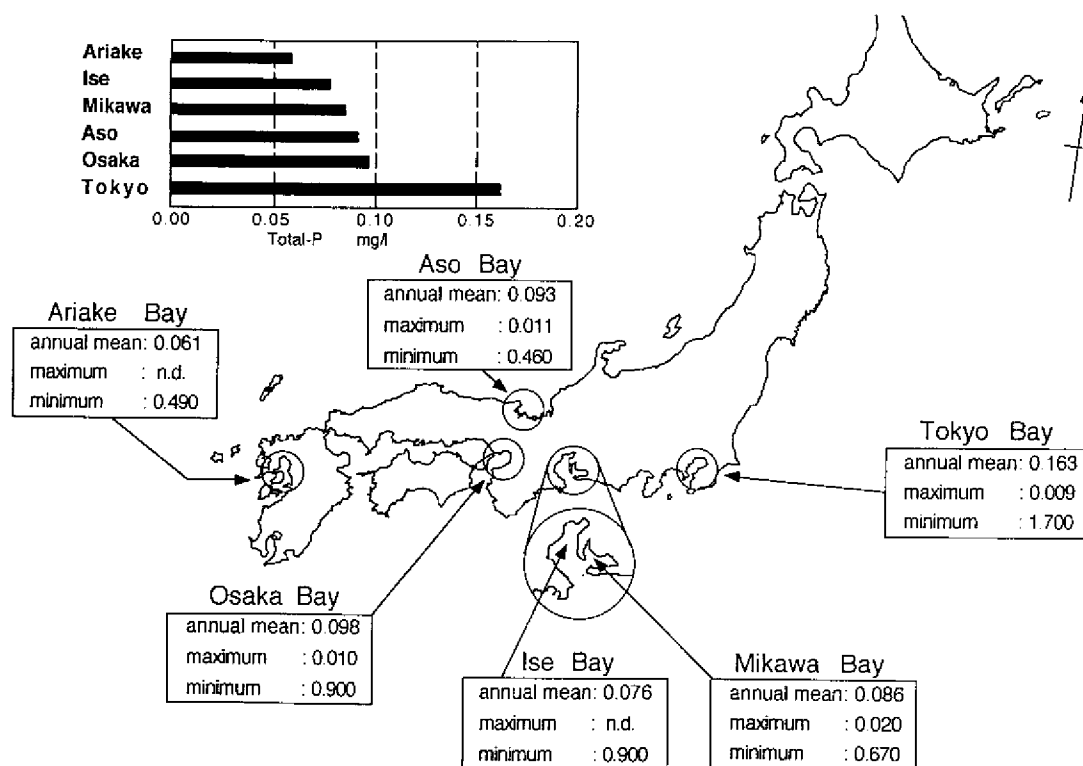 Ariake
Ise
Mikawa
Aso
Osaka
Tokyo
0.00 0.05 0.10 0.15 0.20
Total-P mg/l
Aso Bay
annual mean: 0.093
maximum : 0.011
minimum : 0.460
Ariake Bay
annual mean: 0.061
maximum : n.d.
minimum : 0.490
Tokyo Bay
annual mean: 0.163
maximum : 0.009
minimum : 1.700
Osaka Bay
annual mean: 0.098
maximum : 0.010
minimum : 0.900
Ise Bay
annual mean: 0.076
maximum : n.d.
minimum : 0.900
Mikawa Bay
annual mean: 0.086
maximum : 0.020
minimum : 0.670